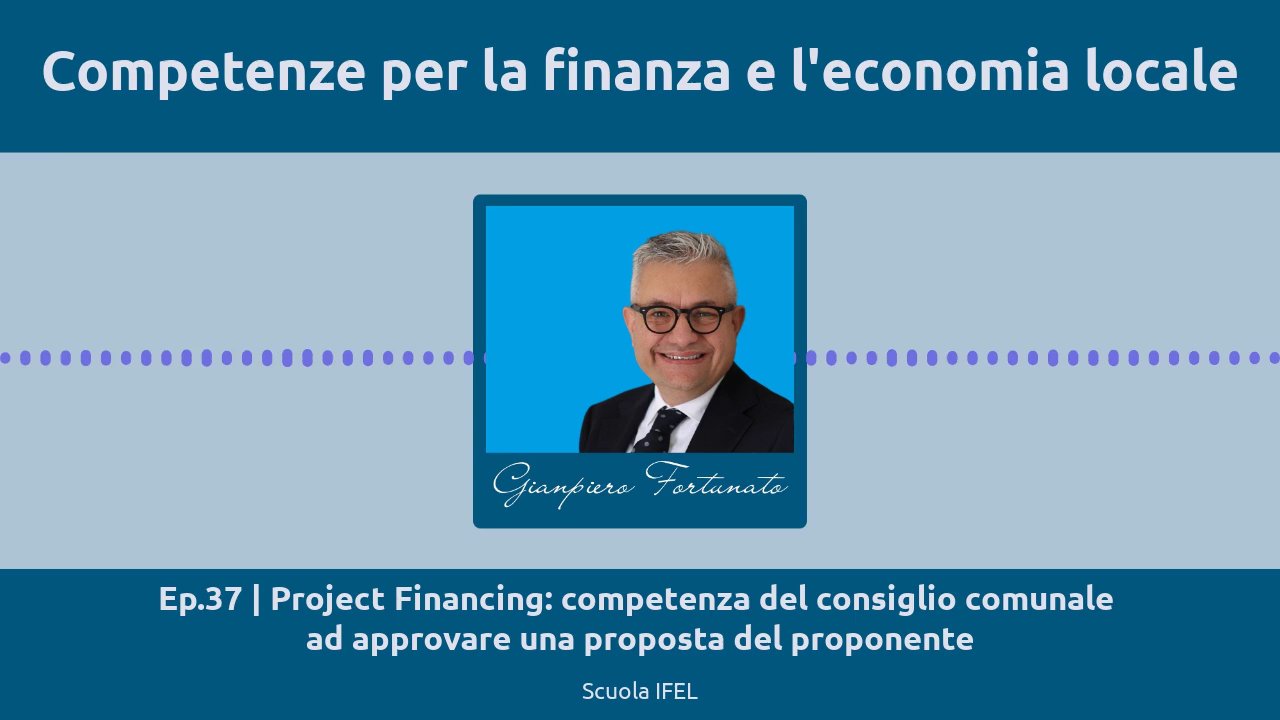 Competenze per la finanza e l'economia locale
Gianpiero Fortunato
Ep.37 | Project Financing: competenza del consiglio comunale
ad approvare una proposta del proponente
Scuola IFEL